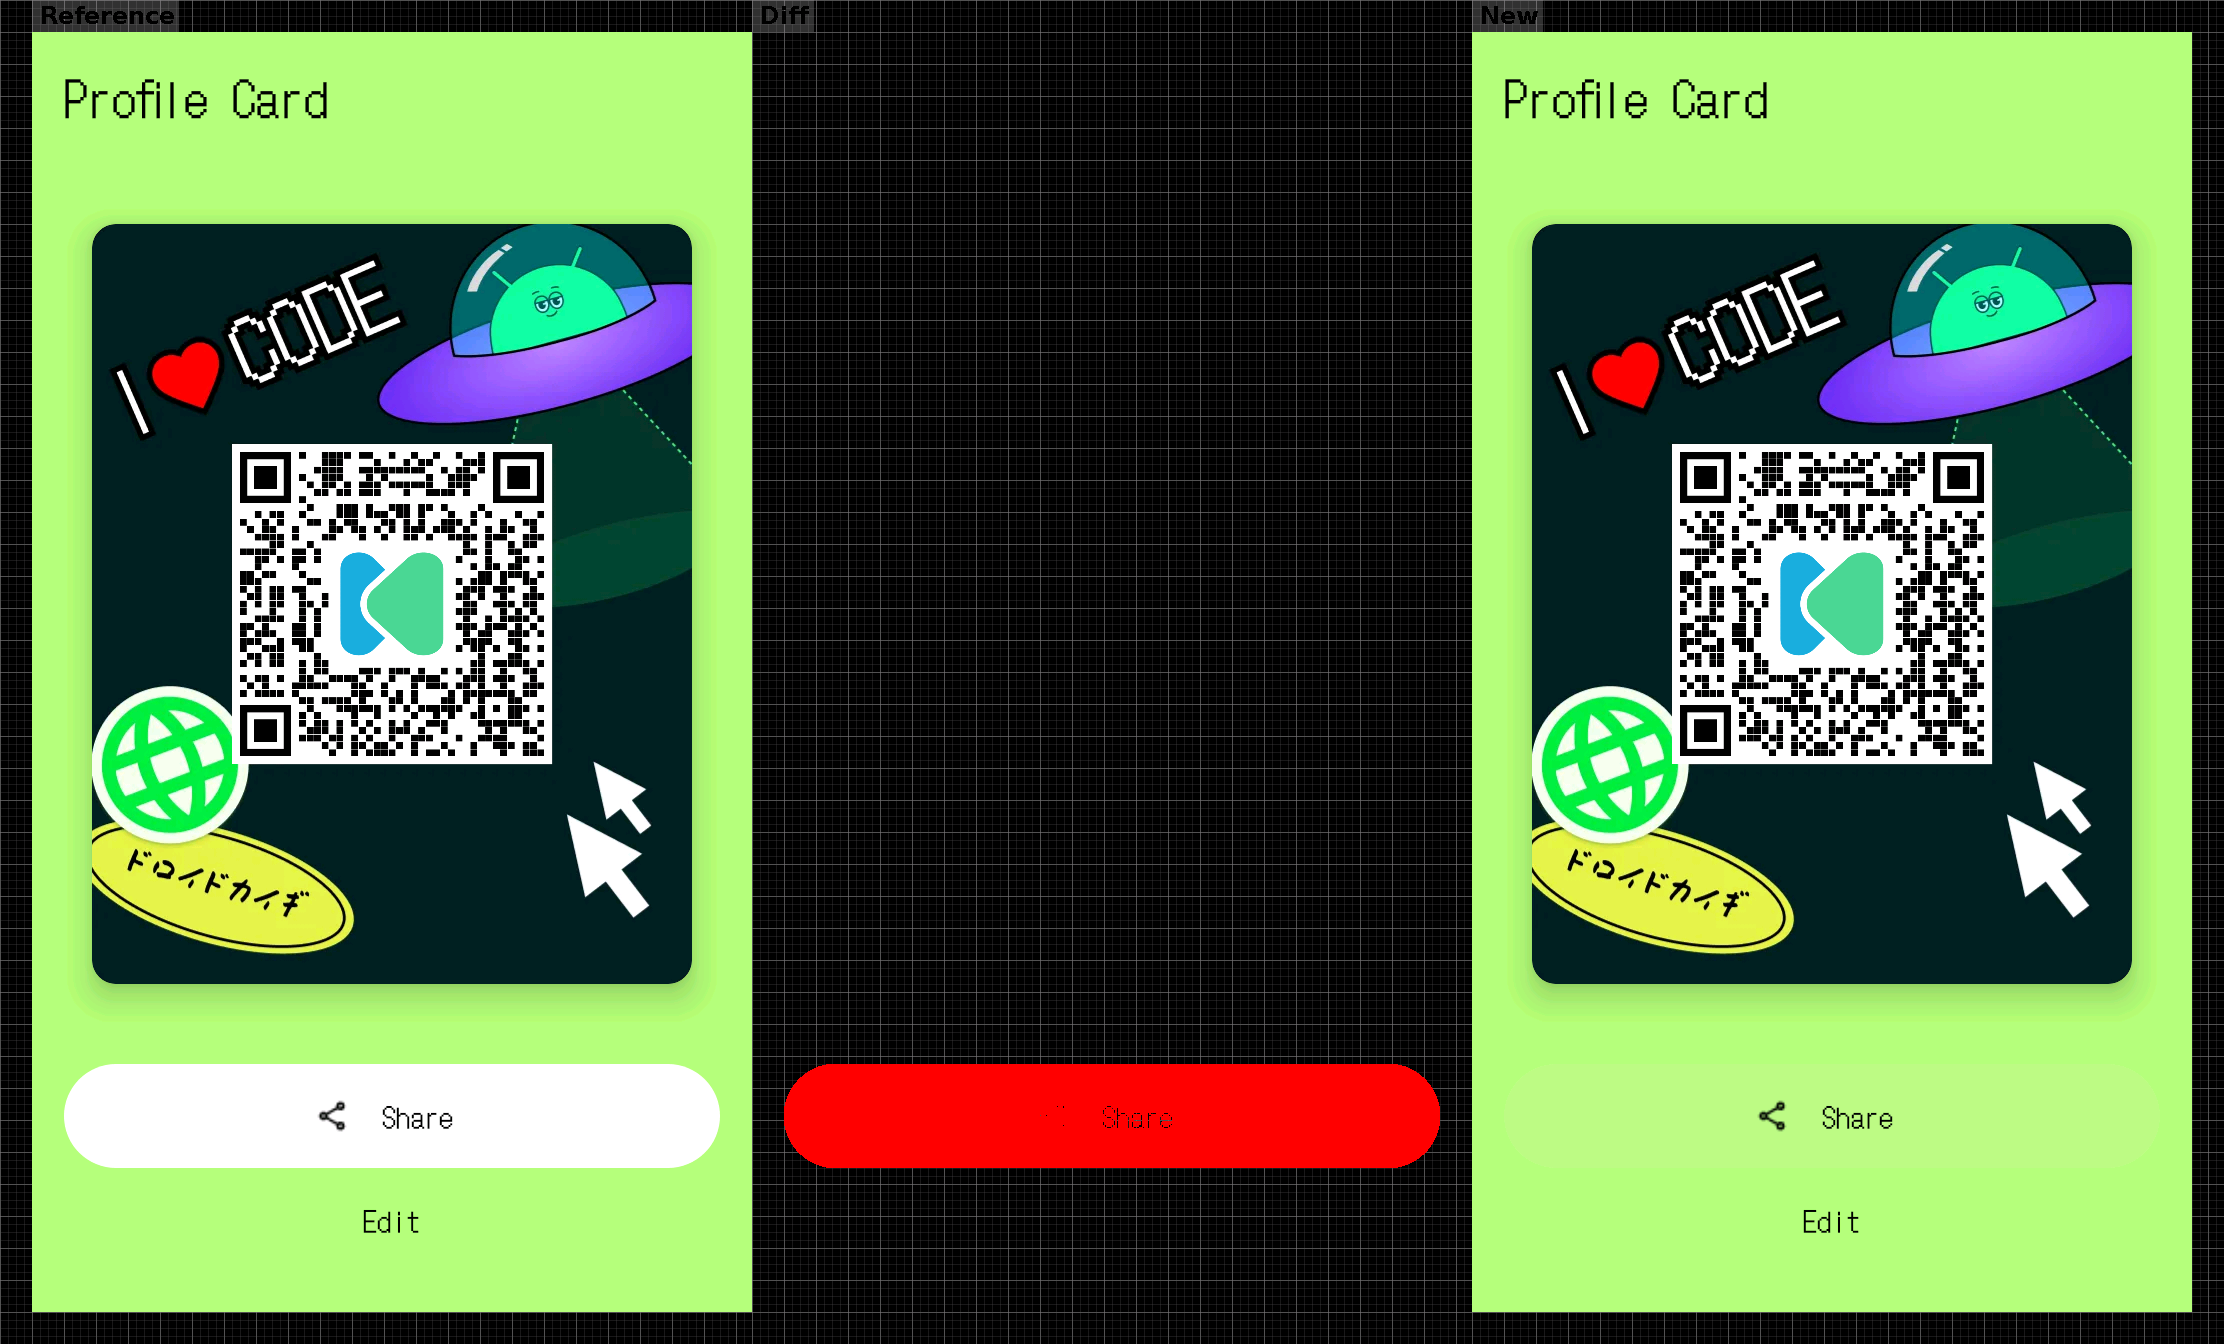 Reference
Diff
New
Profile Card
I CODE
ドロイドカイギ
Share
Edit
Share
Profile Card
I CODE
ドロイドカイギ
Share
Edit